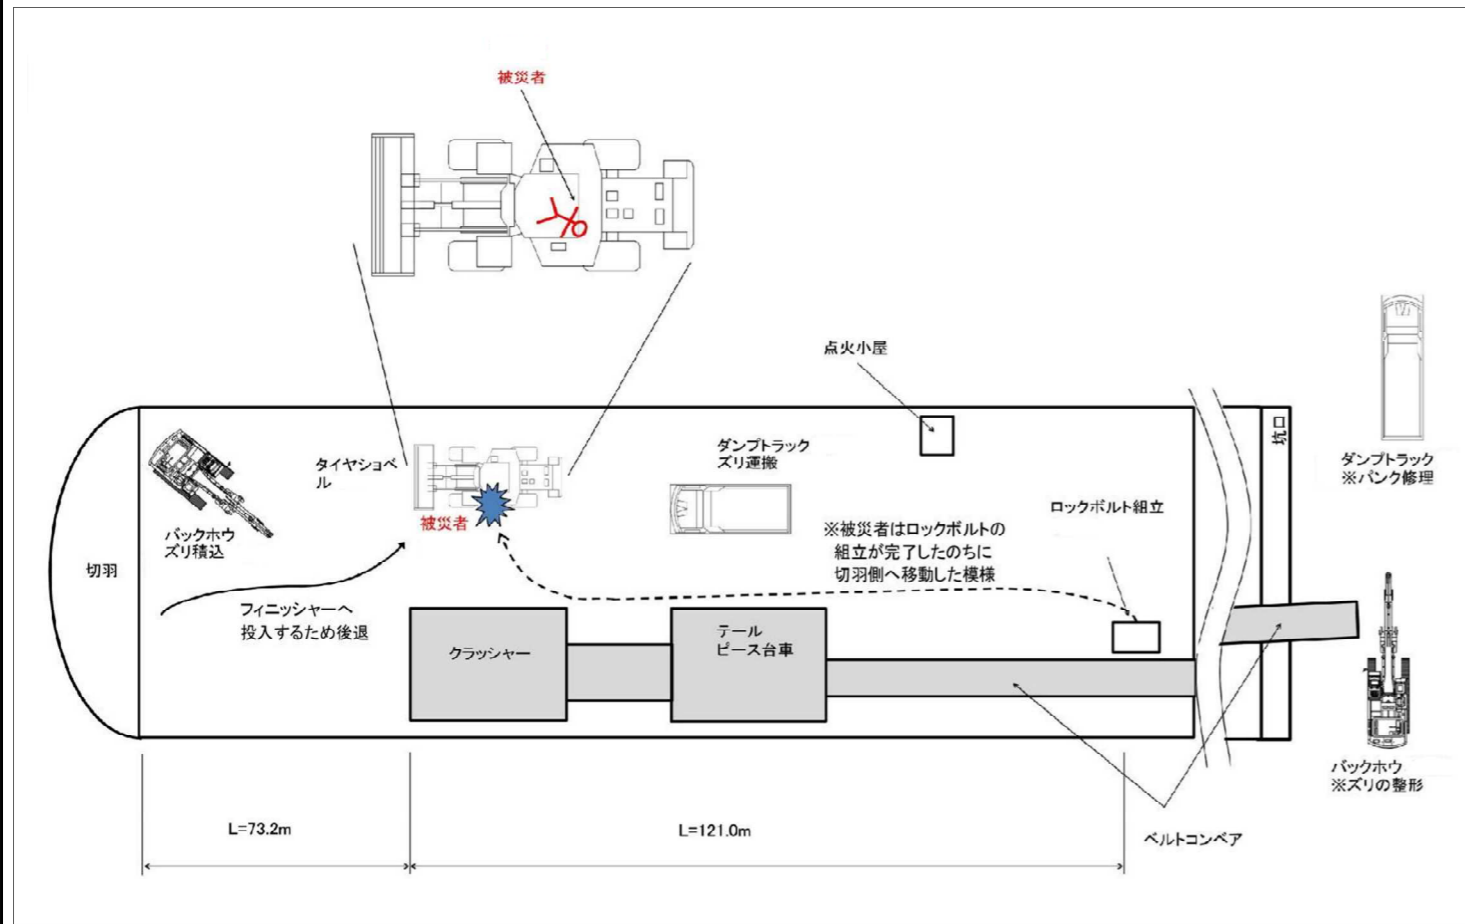 被災者
点火小屋
坑口
ダンプトラック
※パンク修理
タイヤショベ
ル
ダンプトラック
ズリ運搬
ロックボルト組立
被災者
バックホウ
ズリ積込
※被災者はロックボルトの
組立が完了したのちに
切羽側へ移動した模様
切羽
フィニッシャーへ
投入するため後退
クラッシャー
テール
ピース台車
バックホウ
※ズリの整形
ベルトコンベア
L=73.2m
L=121.0m